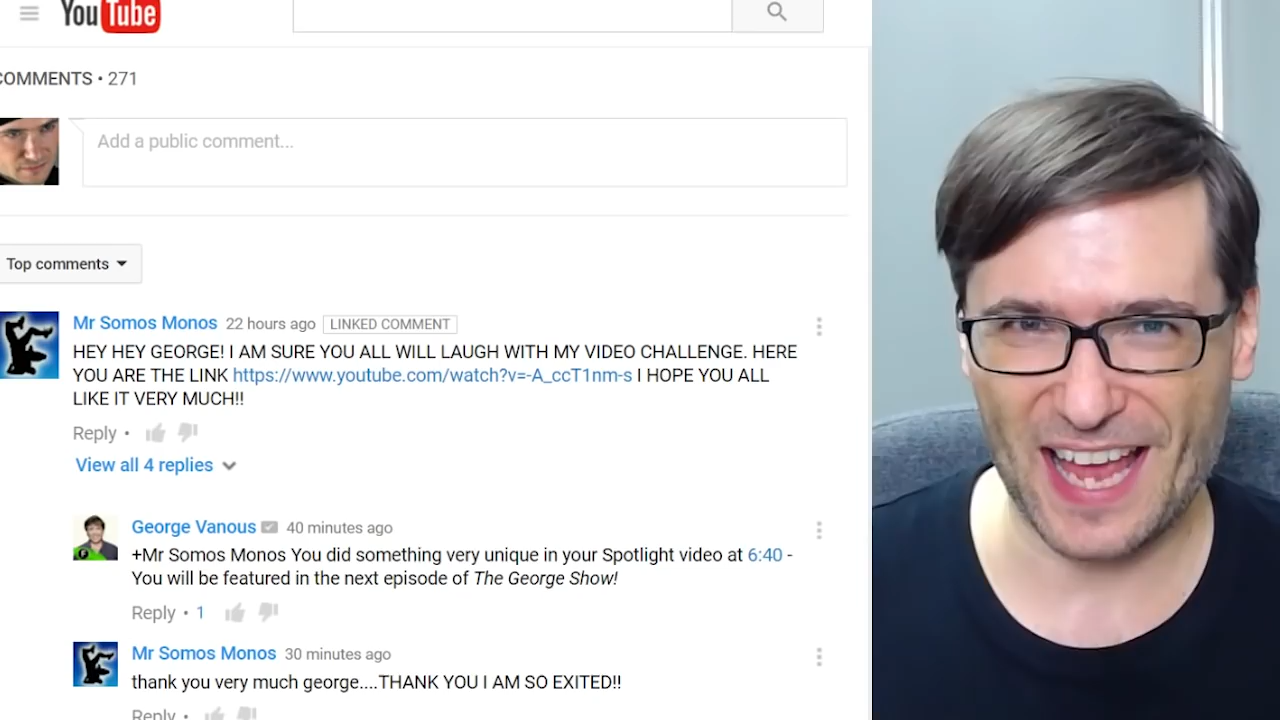 YouTube
COMMENTS • 271
Add a public comment...
Top comments
Mr Somos Monos 22 hours ago LINKED COMMENT
HEY HEY GEORGE! I AM SURE YOU ALL WILL LAUGH WITH MY VIDEO CHALLENGE. HERE
YOU ARE THE LINK https://www.youtube.com/watch?v=-A_ccT1nm-s I HOPE YOU ALL
LIKE IT VERY MUCH!!
Reply •
View all 4 replies
George Vanous 40 minutes ago
+Mr Somos Monos You did something very unique in your Spotlight video at 6:40 -
You will be featured in the next episode of The George Show!
Reply • 1
Mr Somos Monos 30 minutes ago
thank you very much george....THANK YOU I AM SO EXITED!!
Reply •